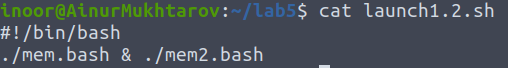 inoor@AinurMukhtarov:~/lab5$ cat launch1.2.sh
#!/bin/bash
./mem.bash & ./mem2.bash